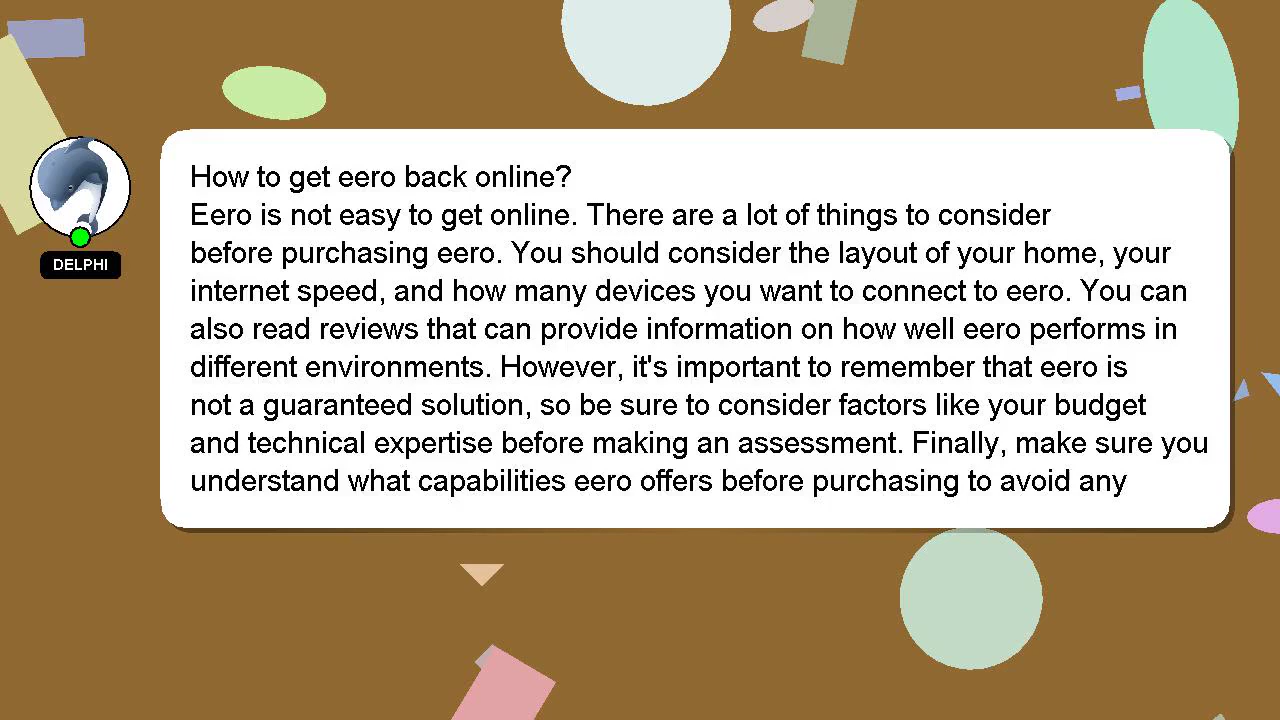 How to get eero back online?
Eero is not easy to get online. There are a lot of things to consider
before purchasing eero. You should consider the layout of your home, your
internet speed, and how many devices you want to connect to eero. You can
also read reviews that can provide information on how well eero performs in
different environments. However, it's important to remember that eero is
not a guaranteed solution, so be sure to consider factors like your budget
and technical expertise before making an assessment. Finally, make sure you
understand what capabilities eero offers before purchasing to avoid any
DELPHI